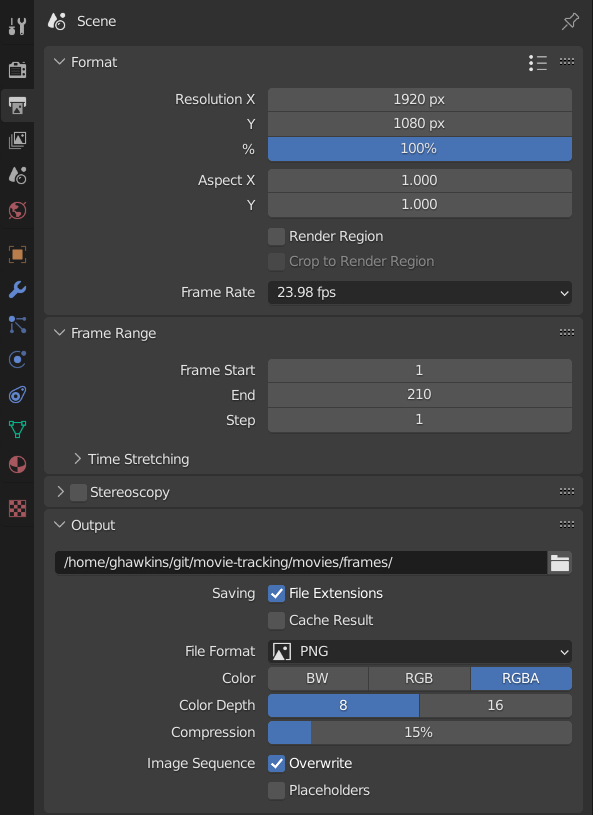 Scene
Format
Resolution X 1920 px
Y 1080 px
% 100%
Aspect X 1.000
Y 1.000
Render Region
Crop to Render Region
Frame Rate 23.98 fps
Frame Range
Frame Start 1
End 210
Step 1
Time Stretching
Stereoscopy
Output
/home/ghawkins/git/movie-tracking/movies/frames/
Saving File Extensions
Cache Result
File Format PNG
Color BW RGB RGBA
Color Depth 8 16
Compression 15%
Image Sequence Overwrite
Placeholders